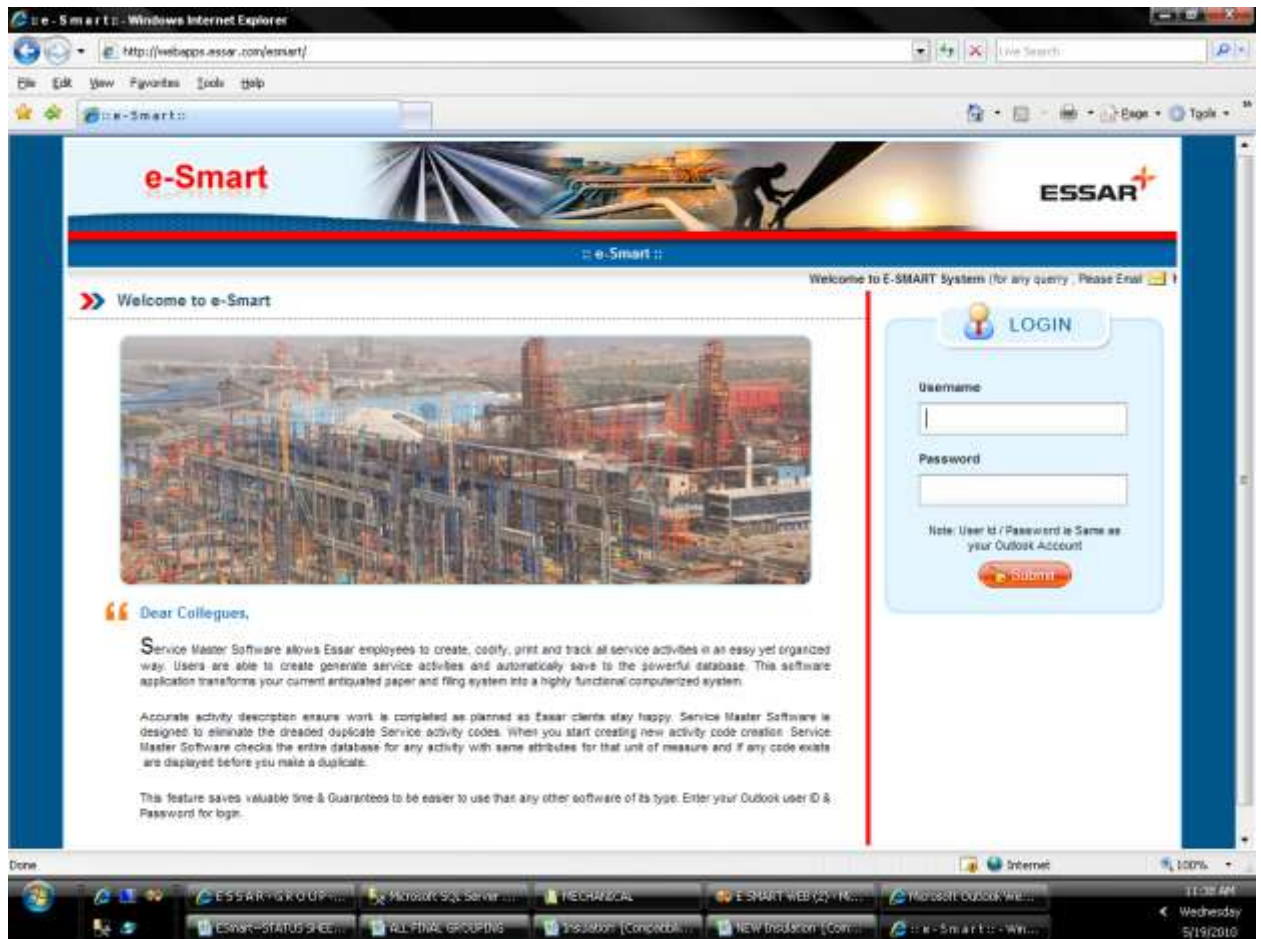 :: e - S m a r t :: - Windows Internet Explorer
http://webapps.essar.com/esmart/
Live Search
File Edit View Favorites Tools Help
:: e - S m a r t ::
Page Tools
e-Smart
ESSAR
:: e-Smart ::
Welcome to E-SMART System (for any querry , Please Email
Welcome to e-Smart
LOGIN
Username
Password
Note: User Id / Password is Same as
your Outlook Account
Submit
Dear Collegues,
Service Master Software allows Essar employees to create, codify, print and track all service activities in an easy yet organized
way. Users are able to create generate service activities and automatically save to the powerful database. This software
application transforms your current antiquated paper and filing system into a highly functional computerized system.
Accurate activity description ensure work is completed as planned as Essar clients stay happy. Service Master Software is
designed to eliminate the dreaded duplicate Service activity codes. When you start creating new activity code creation Service
Master Software checks the entire database for any activity with same attributes for that unit of measure and if any code exists
are displayed before you make a duplicate.
This feature saves valuable time & Guarantees to be easier to use than any other software of its type. Enter your Outlook user ID &
Password for login.
Done
Internet
100%
E S S A R - G R O U P -...
Microsoft SQL Server ...
MECHANICAL
E SMART WEB (2) - M...
Microsoft Outlook We...
11:38 AM
Wednesday
ESmart--STATUS SHEE...
ALL FINAL GROUPING
Insulation [Compatibl...
NEW Insulation [Com...
:: e - S m a r t :: - Win...
5/19/2010